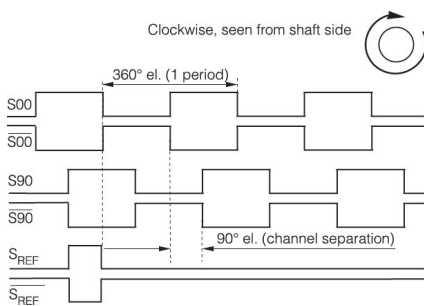 Clockwise, seen from shaft side
360° el. (1 period)
S00
S00
S90
S90
90° el. (channel separation)
SREF
SREF